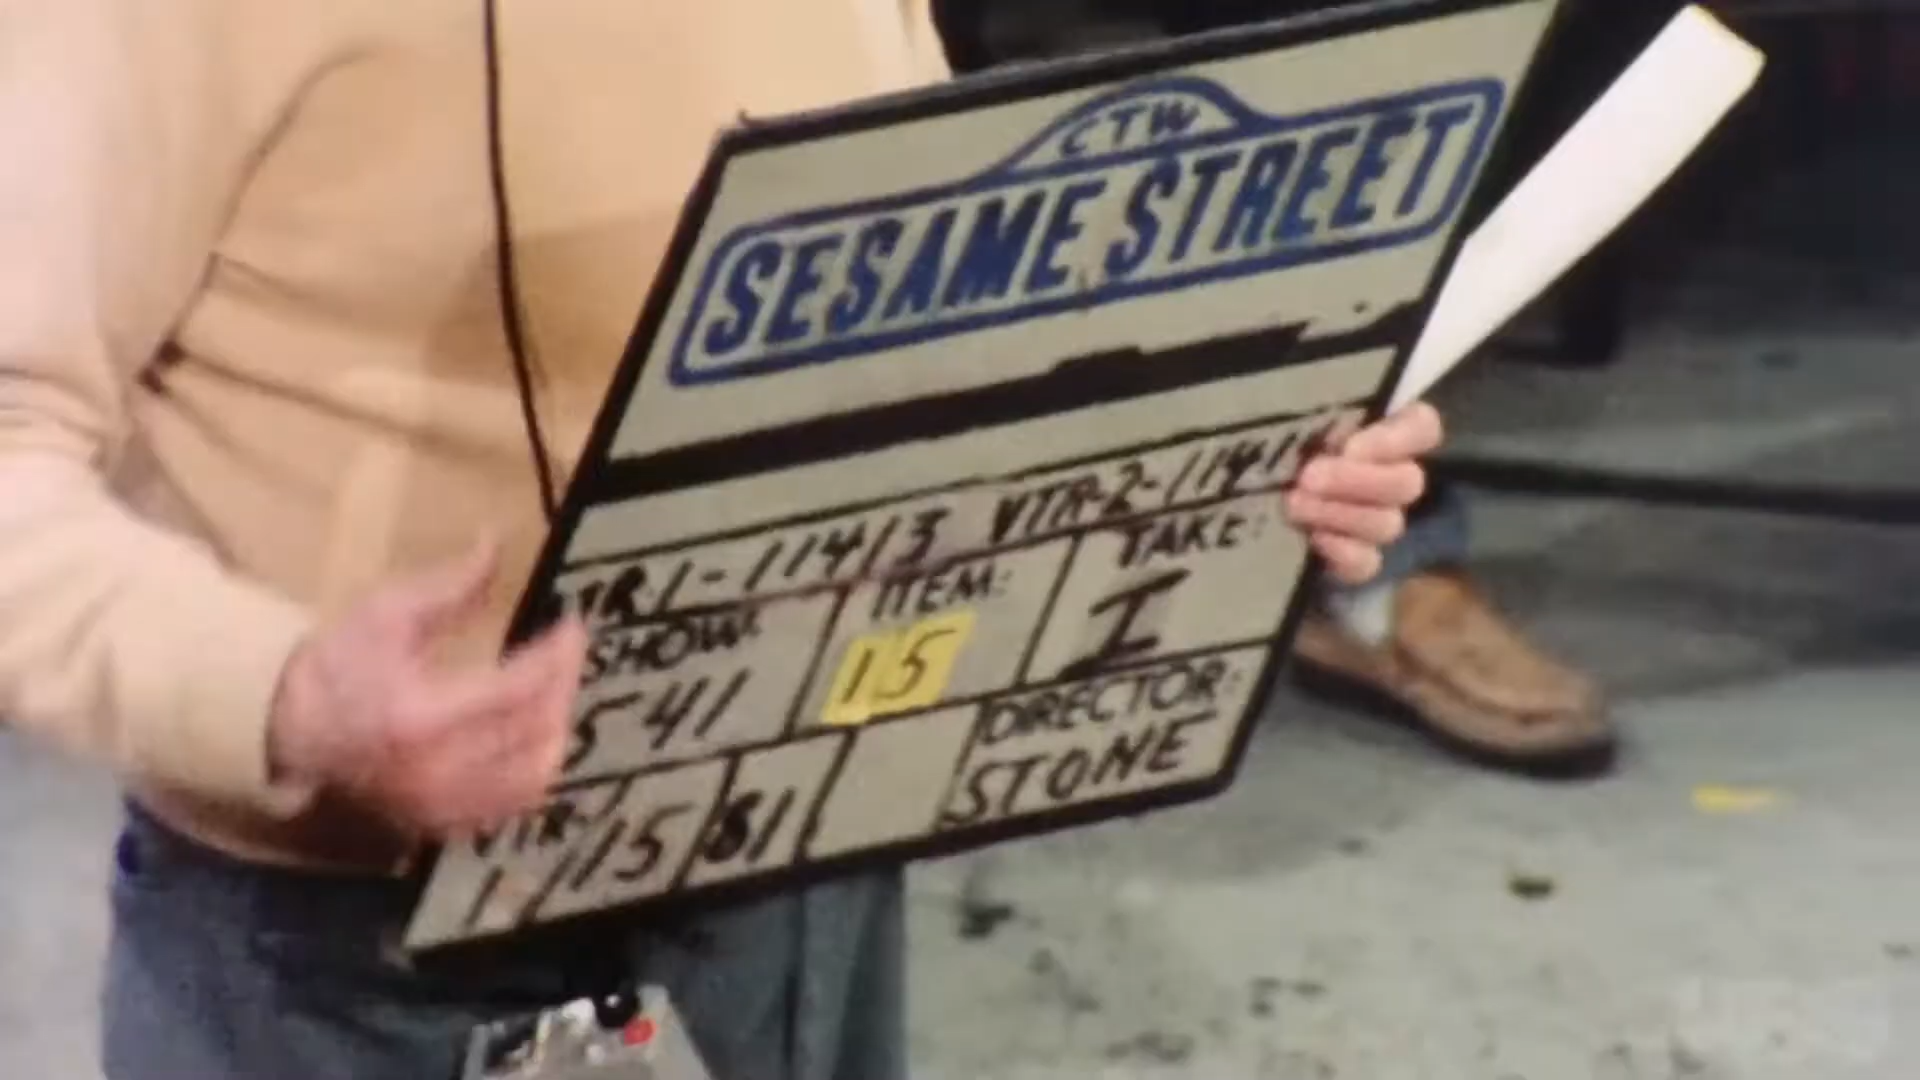 CTW
SESAME STREET
VTR-1-11413 VTR-2-1141
SHOW: ITEM: TAKE:
541 15 I
VTR-1 DIRECTOR:
1/15/81 STONE